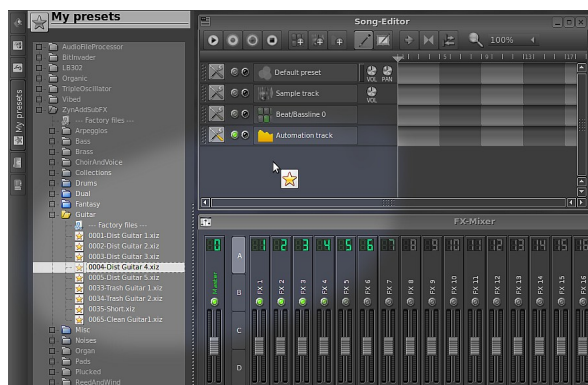 My presets
My presets
AudioFileProcessor
BitInvader
LB302
Organic
TripleOscillator
Vibed
ZynAddSubFX
--- Factory files ---
Arpeggios
Bass
Brass
ChoirAndVoice
Collections
Drums
Dual
Fantasy
Guitar
--- Factory files ---
0001-Dist Guitar 1.xiz
0002-Dist Guitar 2.xiz
0003-Dist Guitar 3.xiz
0004-Dist Guitar 4.xiz
0005-Dist Guitar 5.xiz
0033-Trash Guitar 1.xiz
0034-Trash Guitar 2.xiz
0035-Short.xiz
0065-Clean Guitar1.xiz
Misc
Noises
Organ
Pads
Plucked
ReedAndWind
Song-Editor
100%
Default preset
VOL PAN
Sample track
VOL
Beat/Bassline 0
Automation track
FX-Mixer
0 1 2 3 4 5 6 7 8 9 10 11 12 13 14 15 16
A
B
C
D
Master
FX 1
FX 2
FX 3
FX 4
FX 5
FX 6
FX 7
FX 8
FX 9
FX 10
FX 11
FX 12
FX 13
FX 14
FX 15
FX 16